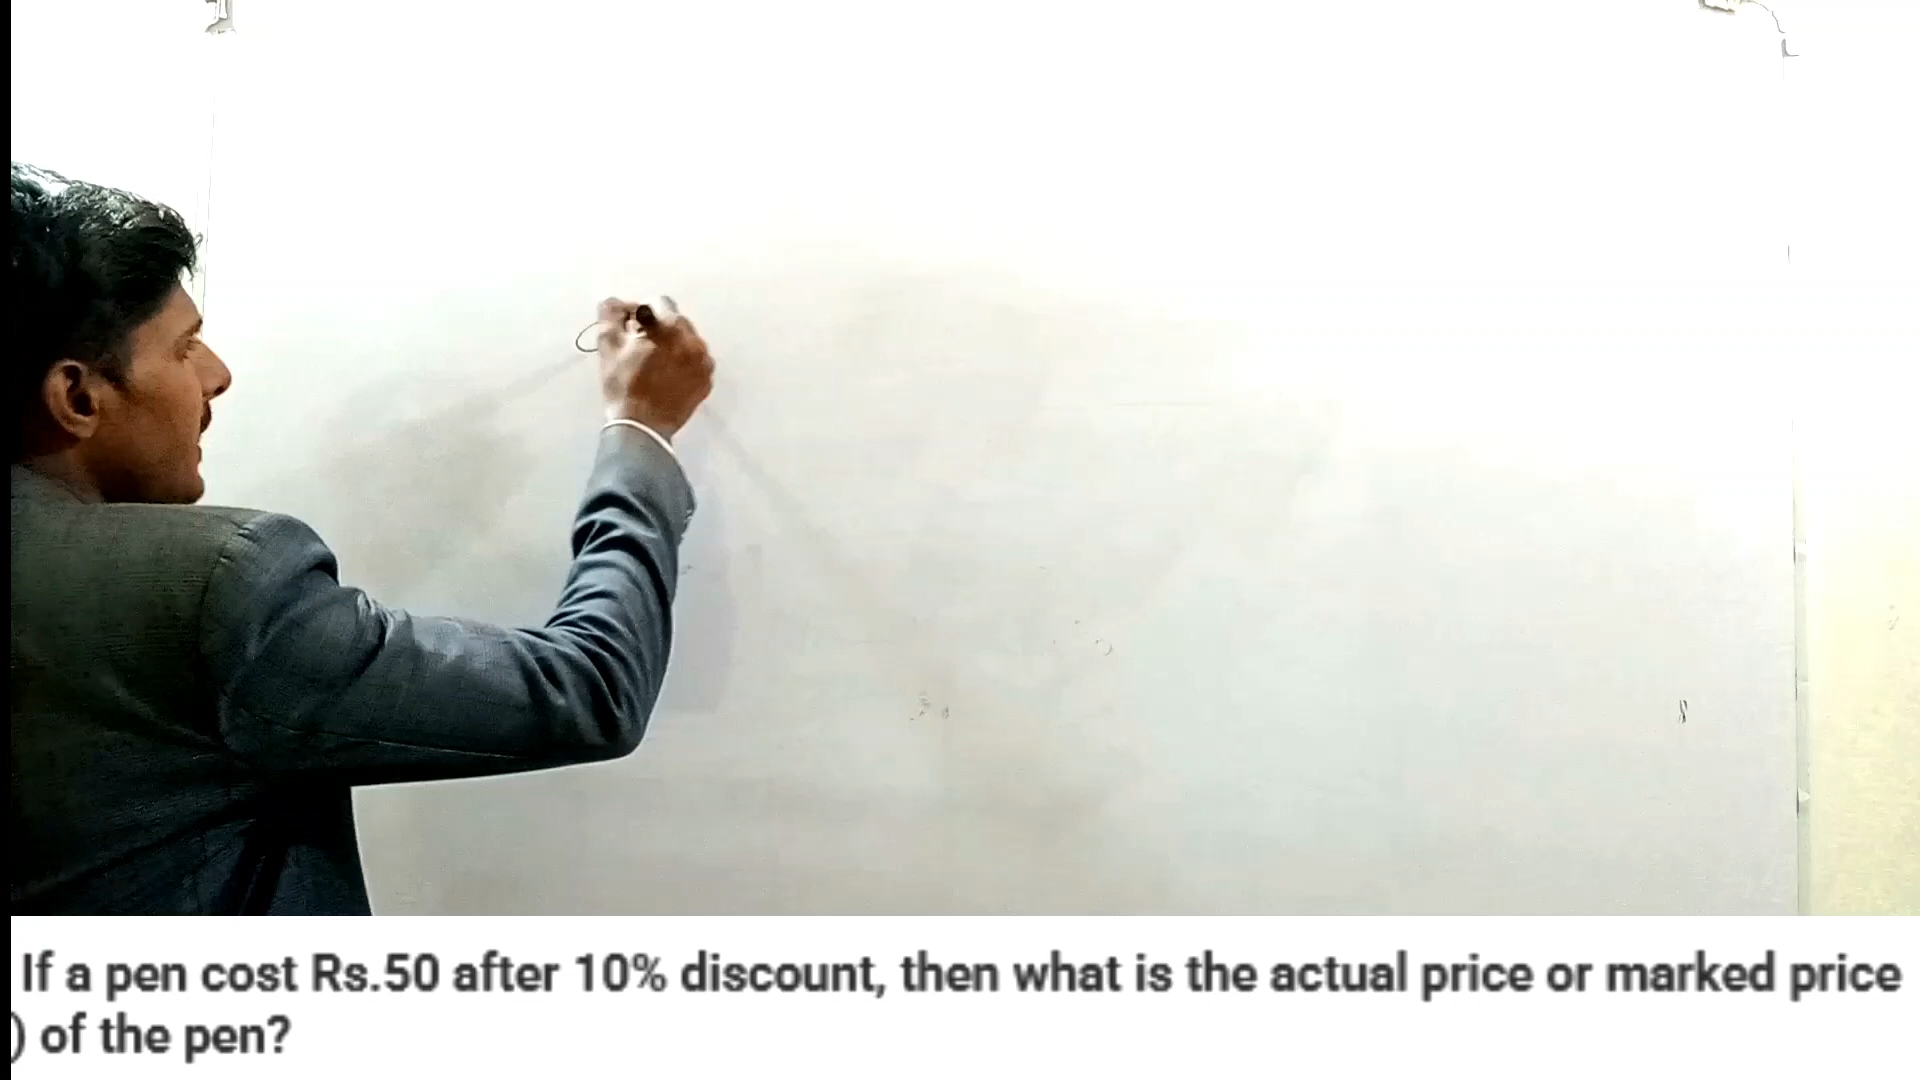 If a pen cost Rs.50 after 10% discount, then what is the actual price or marked price
) of the pen?